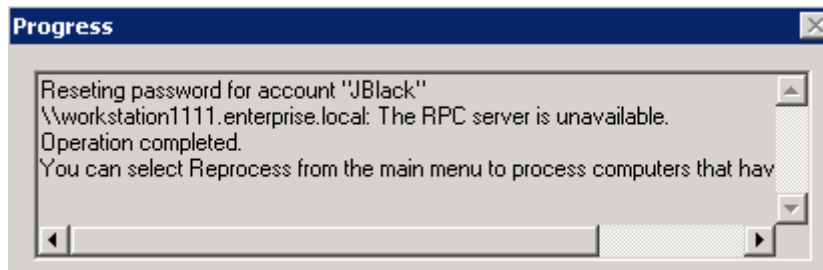 Progress
Reseting password for account "JBlack"
\\workstation1111.enterprise.local: The RPC server is unavailable.
Operation completed.
You can select Reprocess from the main menu to process computers that hav